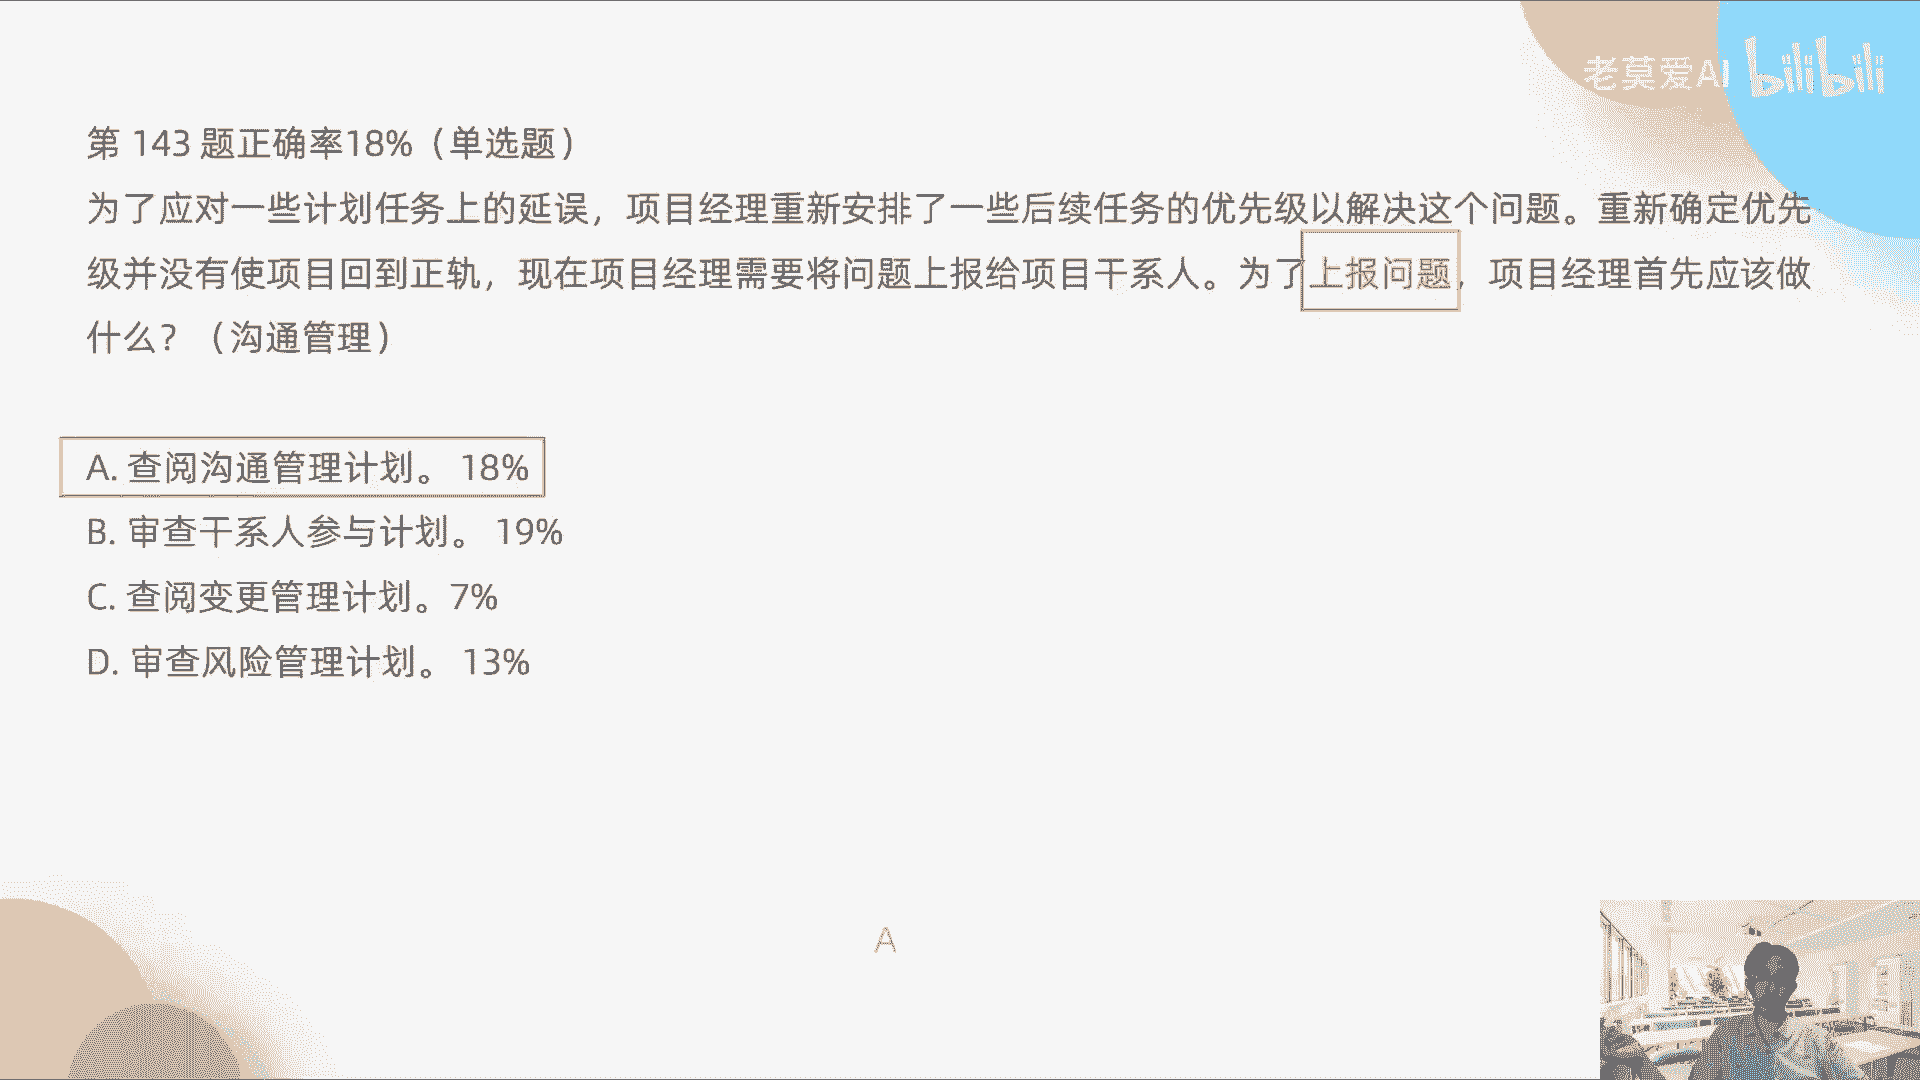 老莫爱AI bilibili
第 143 题正确率18%（单选题）
为了应对一些计划任务上的延误，项目经理重新安排了一些后续任务的优先级以解决这个问题。重新确定优先
级并没有使项目回到正轨，现在项目经理需要将问题上报给项目干系人。为了上报问题，项目经理首先应该做
什么？（沟通管理）
A. 查阅沟通管理计划。 18%
B. 审查干系人参与计划。 19%
C. 查阅变更管理计划。7%
D. 审查风险管理计划。 13%
A